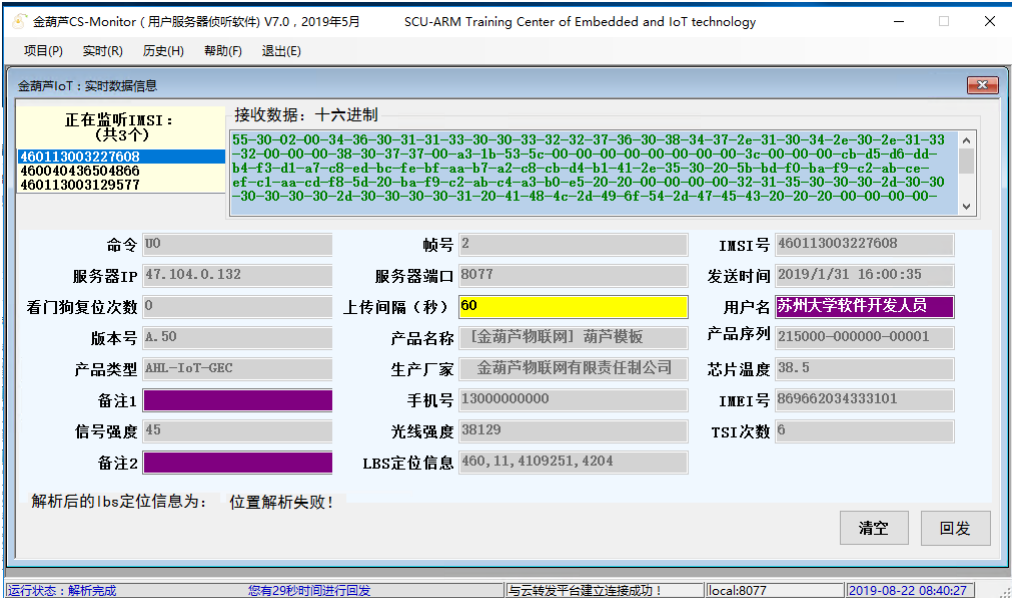 金葫芦CS-Monitor（用户服务器侦听软件) V7.0，2019年5月 SCU-ARM Training Center of Embedded and IoT technology
项目(P) 实时(R) 历史(H) 帮助(F) 退出(E)
金葫芦IoT：实时数据信息
正在监听IMSI：
(共3个)
460113003227608
460040436504866
460113003129577
接收数据：十六进制
55-30-02-00-34-36-30-31-31-33-30-30-33-32-32-37-36-30-38-34-37-2e-31-30-34-2e-30-2e-31-33
-32-00-00-00-38-30-37-37-00-a3-1b-53-5c-00-00-00-00-00-00-00-00-3c-00-00-00-cb-d5-d6-dd-
b4-f3-d1-a7-c8-ed-bc-fe-bf-aa-b7-a2-c8-cb-d4-b1-41-2e-35-30-20-5b-bd-f0-ba-f9-c2-ab-ce-
ef-c1-aa-cd-f8-5d-20-ba-f9-c2-ab-c4-a3-b0-e5-20-20-00-00-00-00-32-31-35-30-30-30-2d-30-30
-30-30-30-30-2d-30-30-30-30-31-20-41-48-4c-2d-49-6f-54-2d-47-45-43-20-20-20-00-00-00-00-
命令 U0 帧号 2 IMSI号 460113003227608
服务器IP 47.104.0.132 服务器端口 8077 发送时间 2019/1/31 16:00:35
看门狗复位次数 0 上传间隔（秒） 60 用户名 苏州大学软件开发人员
版本号 A.50 产品名称 [金葫芦物联网] 葫芦模板 产品序列 215000-000000-00001
产品类型 AHL-IoT-GEC 生产厂家 金葫芦物联网有限责任制公司 芯片温度 38.5
备注1 手机号 13000000000 IMEI号 869662034333101
信号强度 45 光线强度 38129 TSI次数 6
备注2 LBS定位信息 460,11,4109251,4204
解析后的lbs定位信息为： 位置解析失败！
清空 回发
运行状态：解析完成 您有29秒时间进行回发 与云转发平台建立连接成功！ local:8077 2019-08-22 08:40:27